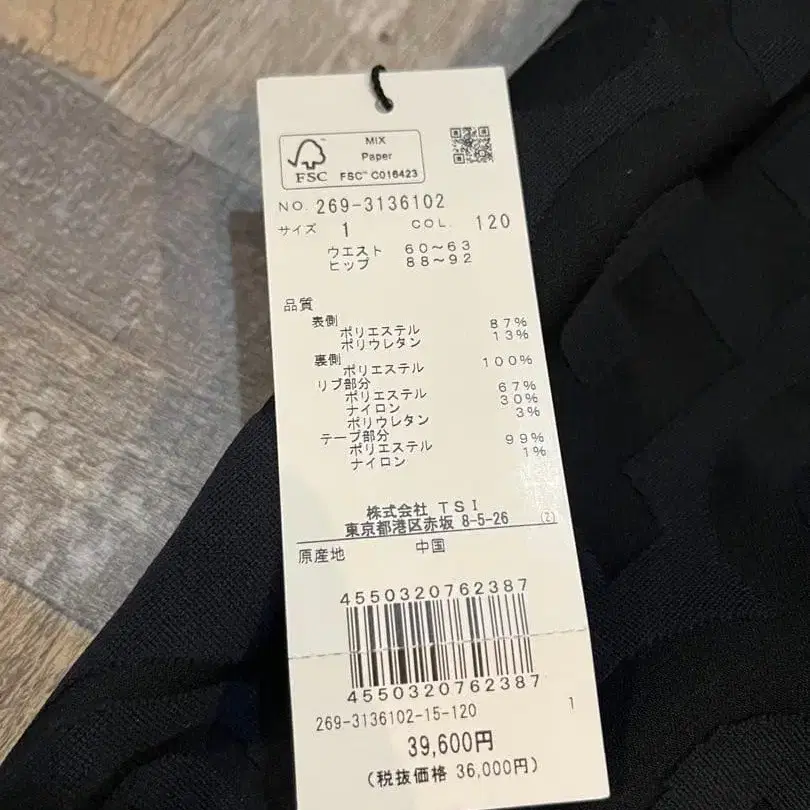 MIX
Paper
FSC™ C016423
FSC
NO. 269-3136102
サイズ 1 COL. 120
ウエスト 60～63
ヒップ 88～92
品質
表側
ポリエステル 87%
ポリウレタン 13%
裏側
ポリエステル 100%
リブ部分
ポリエステル 67%
ナイロン 30%
ポリウレタン 3%
テープ部分
ポリエステル 99%
ナイロン 1%
株式会社 TSI
東京都港区赤坂 8-5-26 (2)
原産地 中国
4550320762387
4550320762387
269-3136102-15-120 1
39,600円
(税抜価格 36,000円)